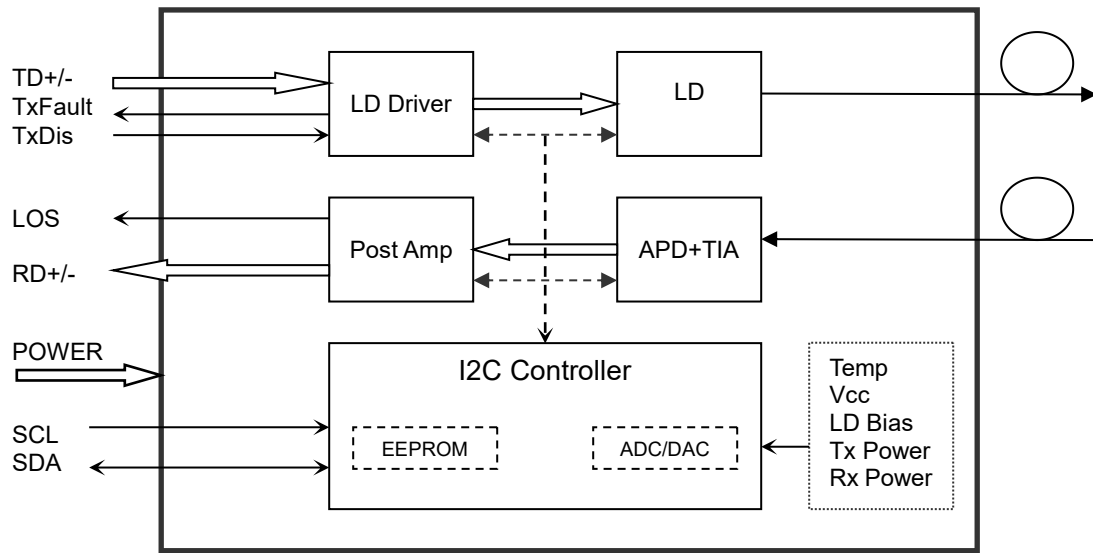 TD+/-
TxFault
TxDis
LD Driver
LD
LOS
RD+/-
Post Amp
APD+TIA
POWER
SCL
SDA
I2C Controller
EEPROM
ADC/DAC
Temp
Vcc
LD Bias
Tx Power
Rx Power